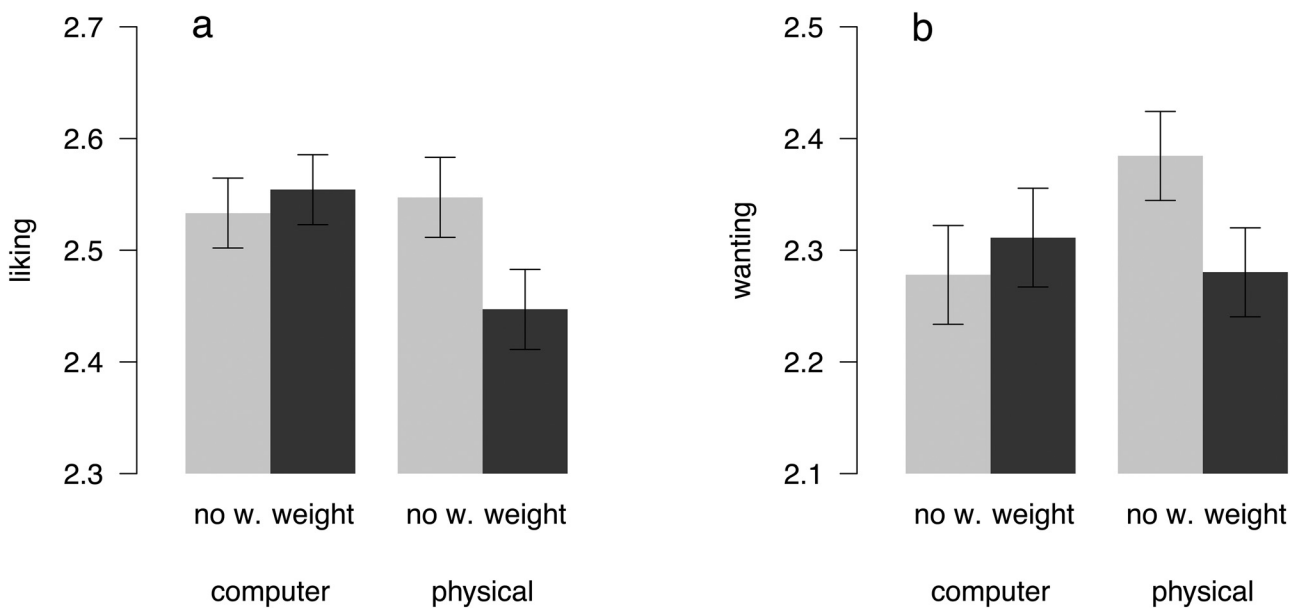 a
2.7
2.6
2.5
2.4
2.3
liking
no w. weight no w. weight
computer physical
b
2.5
2.4
2.3
2.2
2.1
wanting
no w. weight no w. weight
computer physical